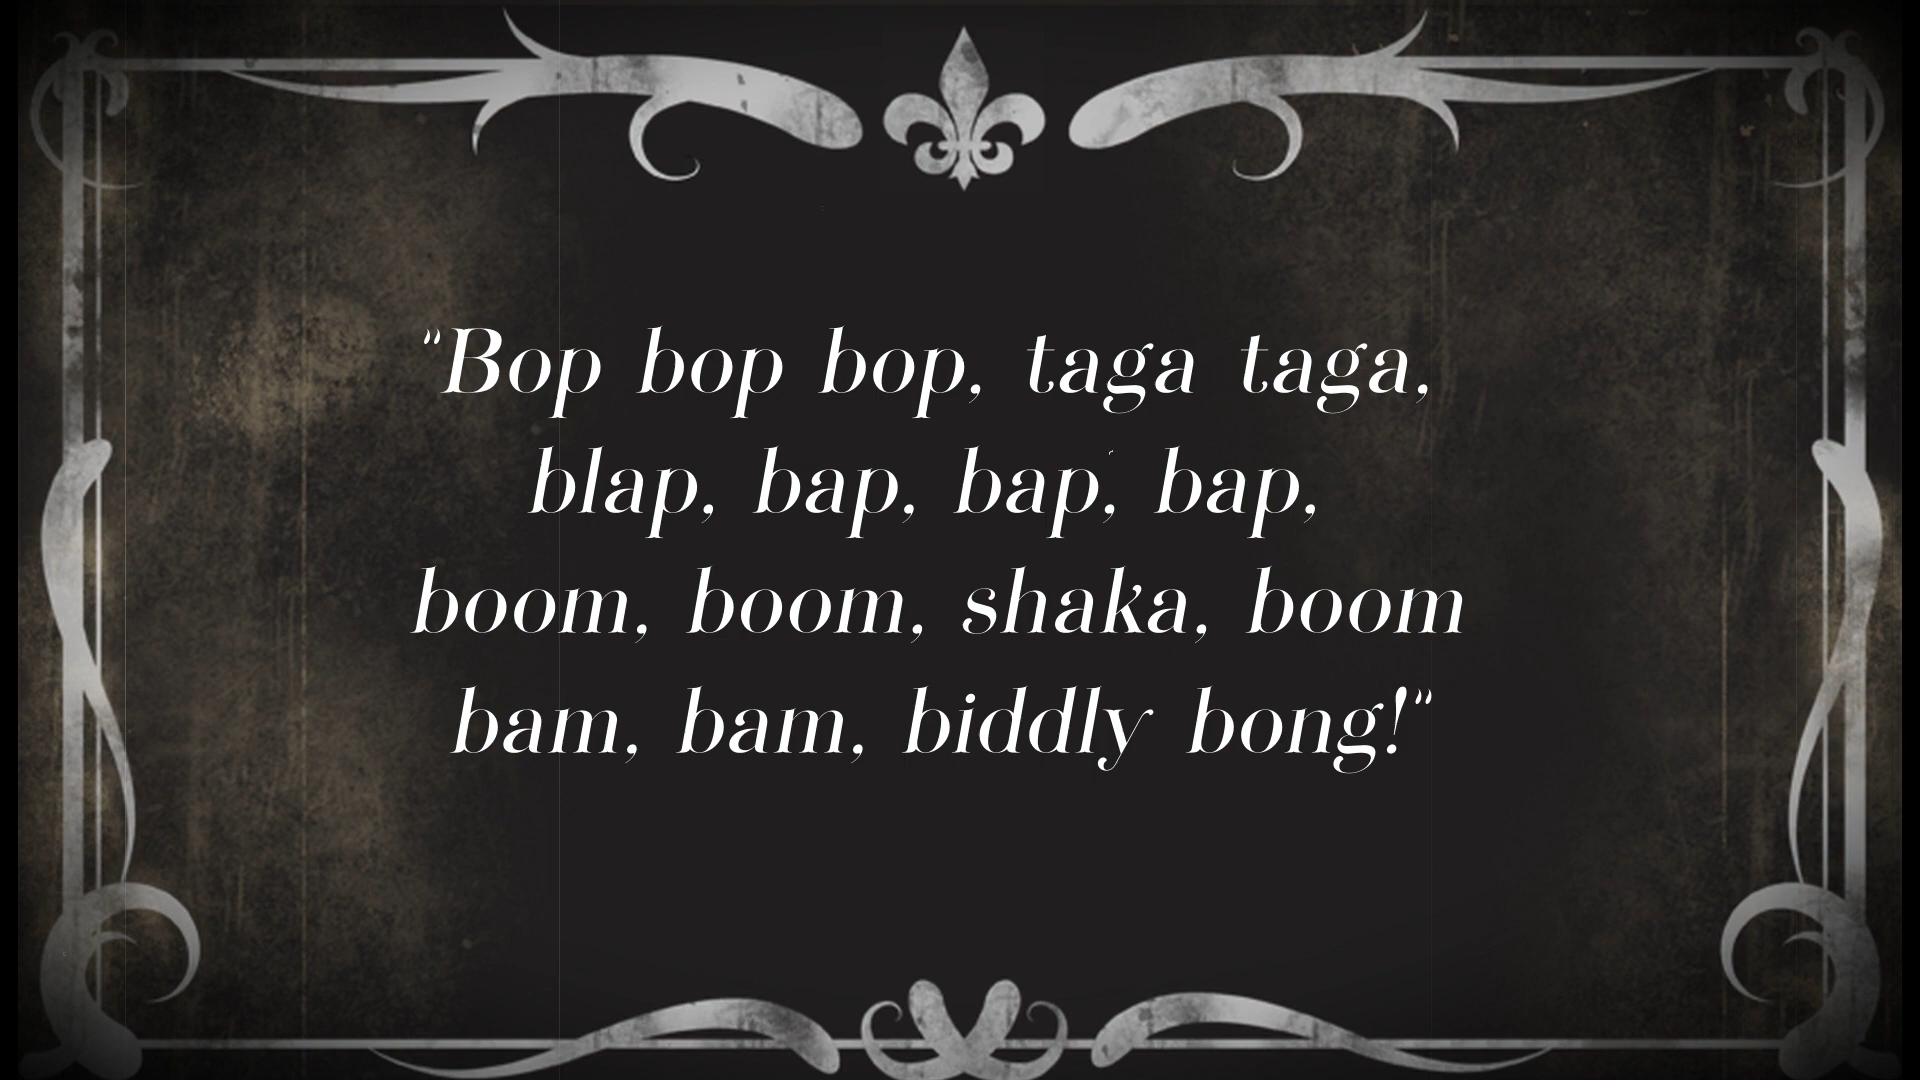 "Bop bop bop, taga taga,
blap, bap, bap, bap,
boom, boom, shaka, boom
bam, bam, biddly bong!"